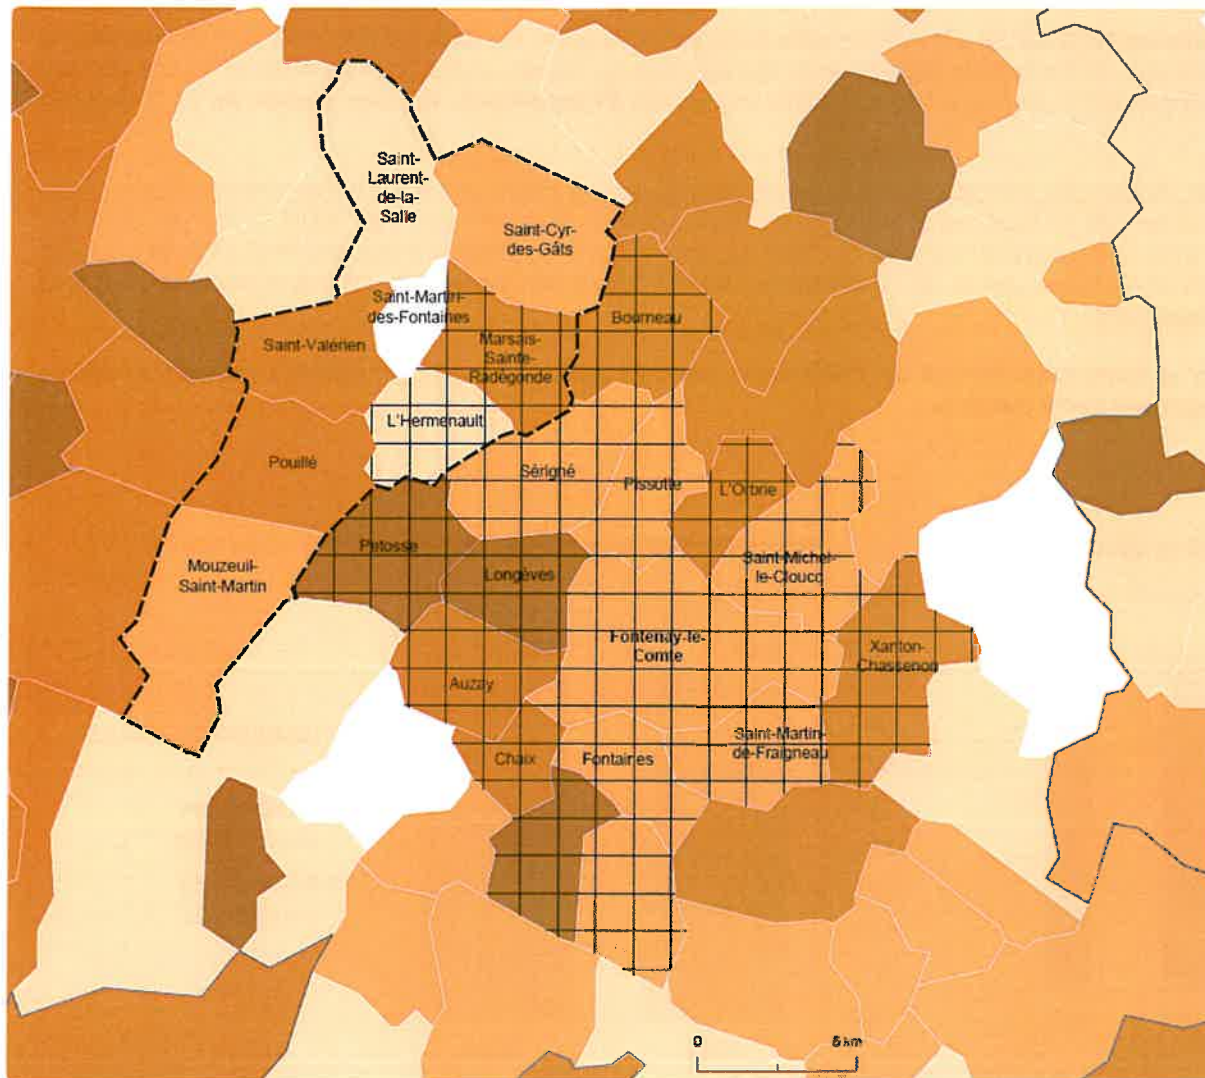 Saint-
Laurent-
de-la-
Salle
Saint-Cyr-
des-Gâts
Saint-Martin-
des-Fontaines
Bourneau
Saint-Valérien
Marsais-
Sainte-
Radégonde
L'Hermenault
Pouillé
Sérigné
Pissotte
L'Orbrie
Petosse
Longèves
Saint-Michel-
le-Cloucq
Mouzeuil-
Saint-Martin
Fontenay-le-
Comte
Xanton-
Chassenon
Auzay
Saint-Martin-
de-Fraigneau
Chaix
Fontaines
0
5 km